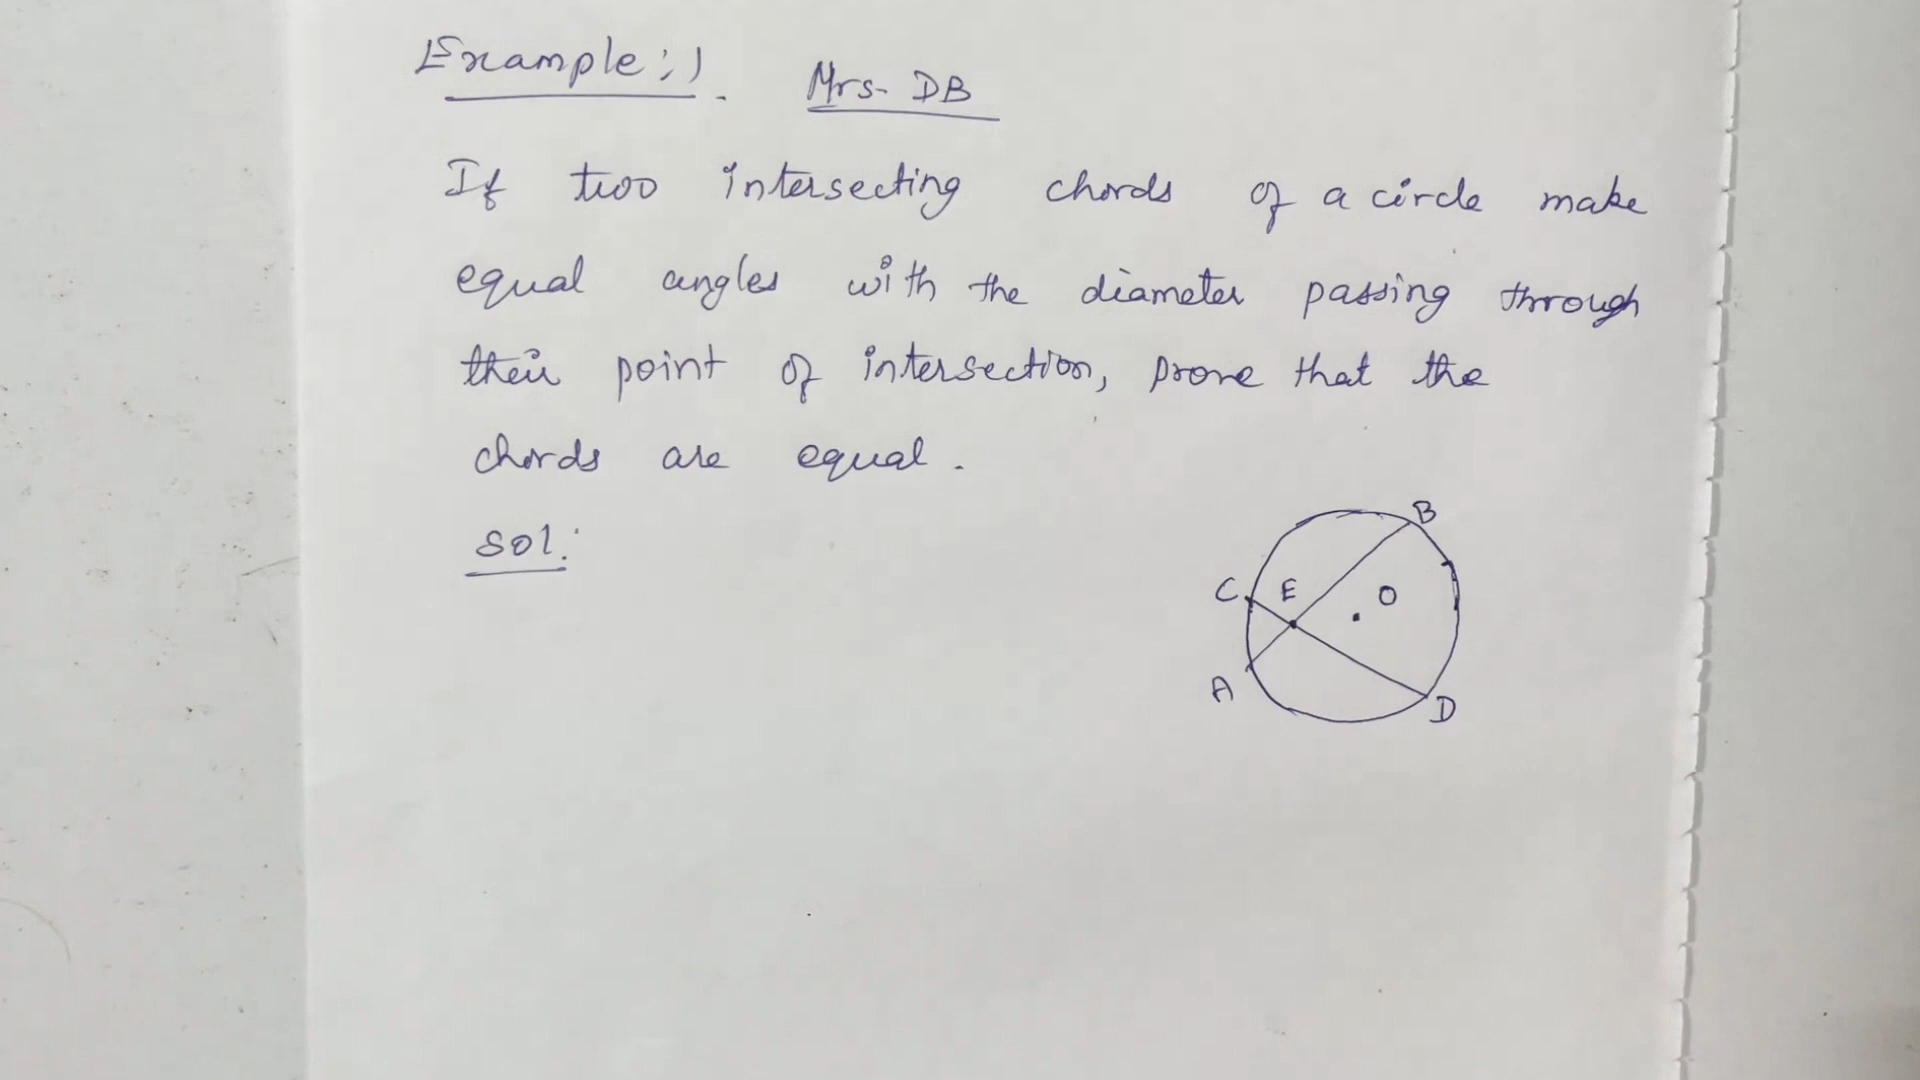 Example:1.
Mrs- DB
If two intersecting chords of a circle make
equal angles with the diameter passing through
their point of intersection, prove that the
chords are equal.
Sol:
B
C E O
A
D